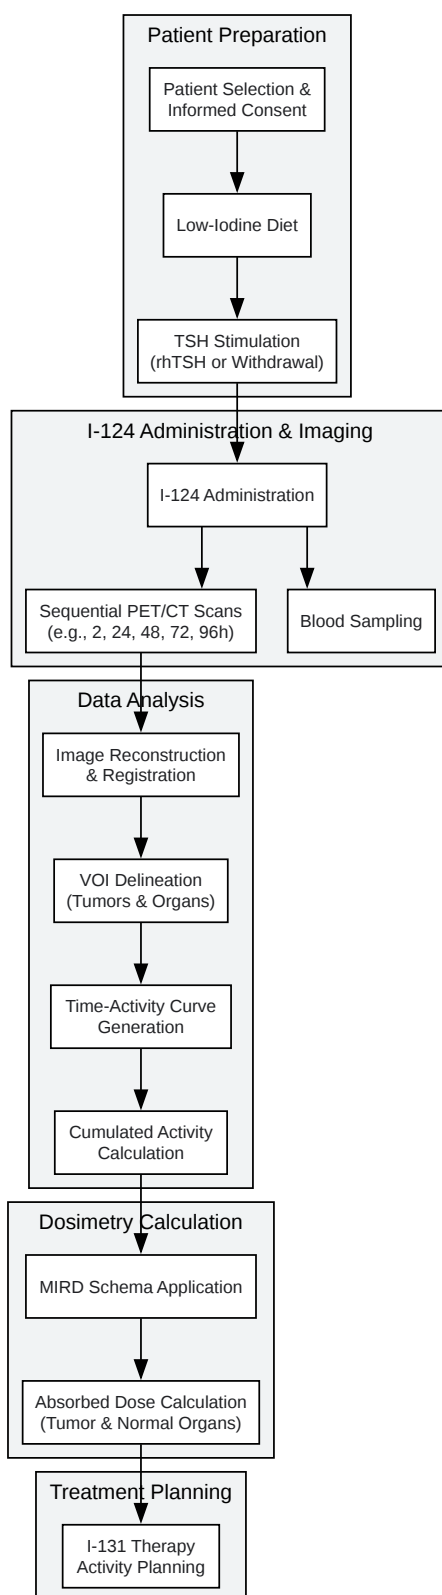 Patient Preparation
Patient Selection &
Informed Consent
Low-Iodine Diet
TSH Stimulation
(rhTSH or Withdrawal)
I-124 Administration & Imaging
I-124 Administration
Sequential PET/CT Scans
(e.g., 2, 24, 48, 72, 96h)
Blood Sampling
Data Analysis
Image Reconstruction
& Registration
VOI Delineation
(Tumors & Organs)
Time-Activity Curve
Generation
Cumulated Activity
Calculation
Dosimetry Calculation
MIRD Schema Application
Absorbed Dose Calculation
(Tumor & Normal Organs)
Treatment Planning
I-131 Therapy
Activity Planning